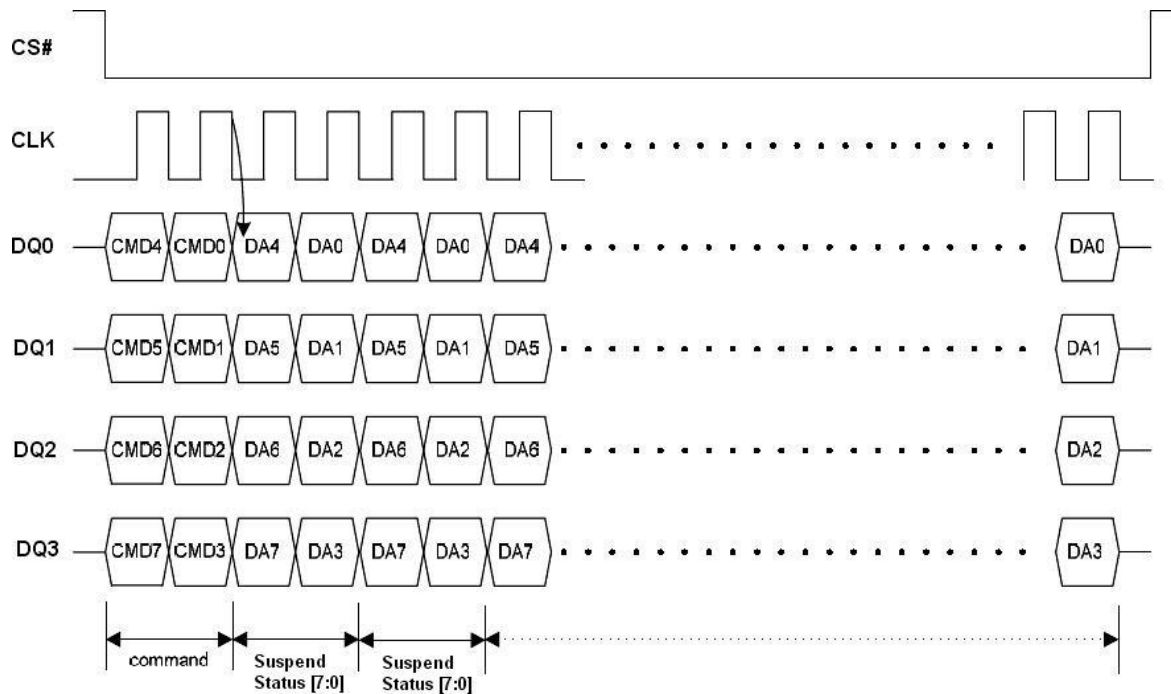 CS#
CLK
DQ0 CMD4 CMD0 DA4 DA0 DA4 DA0 DA4 DA0
DQ1 CMD5 CMD1 DA5 DA1 DA5 DA1 DA5 DA1
DQ2 CMD6 CMD2 DA6 DA2 DA6 DA2 DA6 DA2
DQ3 CMD7 CMD3 DA7 DA3 DA7 DA3 DA7 DA3
command Suspend Suspend
Status [7:0] Status [7:0]